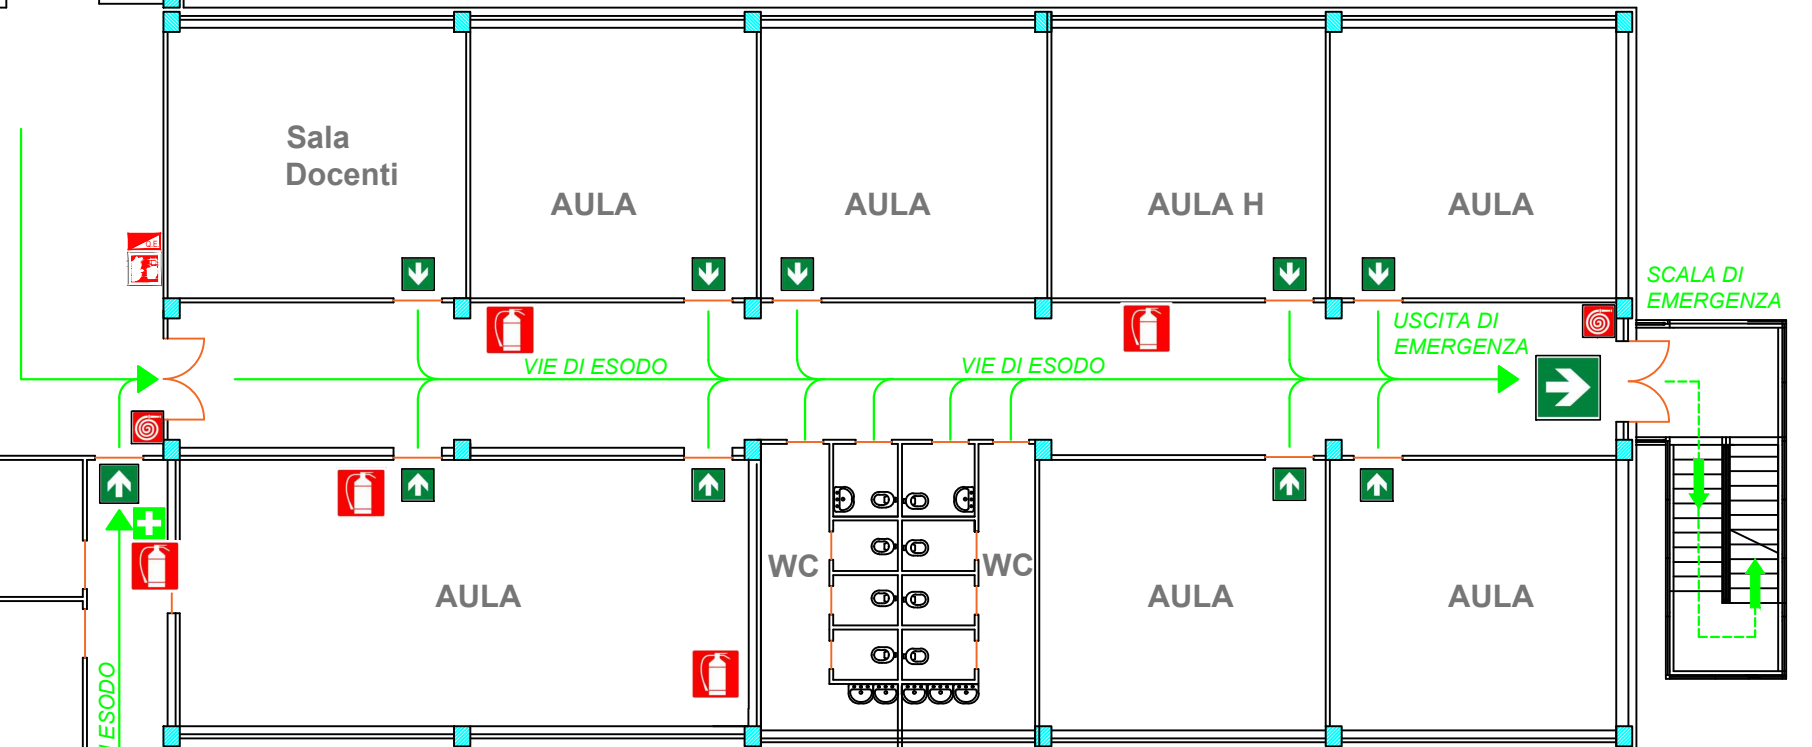 Sala
Docenti
AULA
AULA
AULA H
AULA
Q.E.
SCALA DI
EMERGENZA
USCITA DI
EMERGENZA
VIE DI ESODO
VIE DI ESODO
WC
WC
AULA
AULA
AULA
ESODO